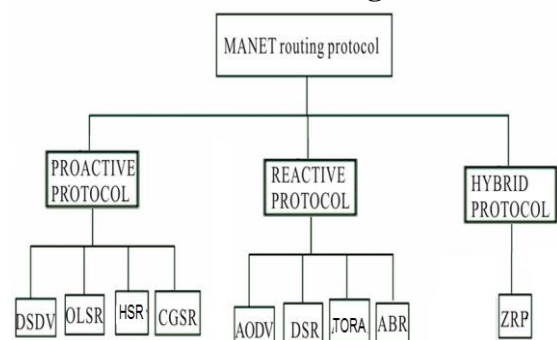 MANET routing protocol
PROACTIVE
PROTOCOL
REACTIVE
PROTOCOL
HYBRID
PROTOCOL
DSDV
OLSR
HSR
CGSR
AODV
DSR
TORA
ABR
ZRP